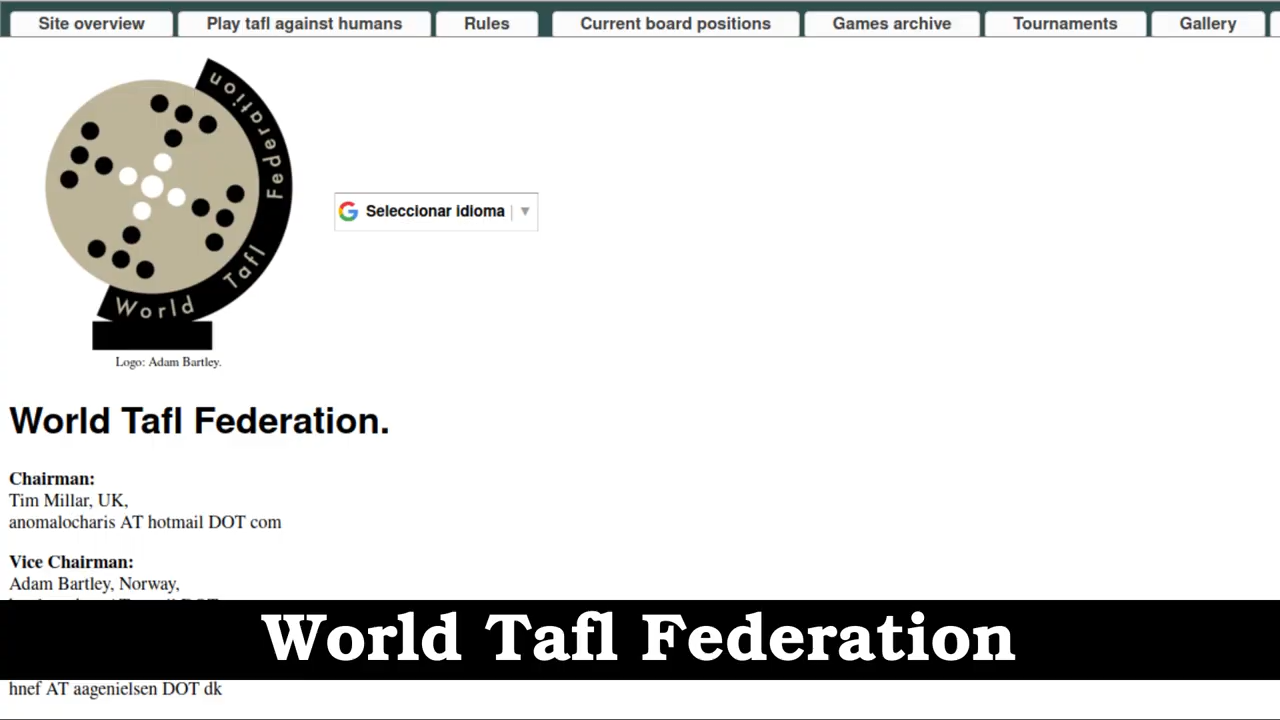 Site overview
Play tafl against humans
Rules
Current board positions
Games archive
Tournaments
Gallery
World Tafl Federation
Seleccionar idioma
Logo: Adam Bartley.
World Tafl Federation.
Chairman:
Tim Millar, UK,
anomalocharis AT hotmail DOT com
Vice Chairman:
Adam Bartley, Norway,
World Tafl Federation
hnef AT aagenielsen DOT dk